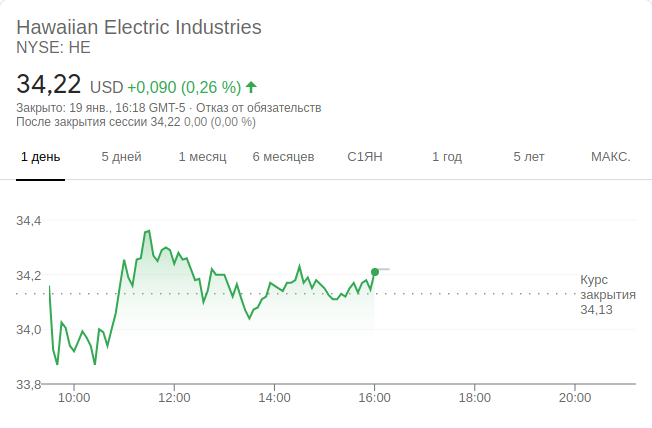 Hawaiian Electric Industries
NYSE: HE
34,22 USD +0,090 (0,26 %)
Закрыто: 19 янв., 16:18 GMT-5 · Отказ от обязательств
После закрытия сессии 34,22 0,00 (0,00 %)
1 день 5 дней 1 месяц 6 месяцев С1ЯН 1 год 5 лет МАКС.
34,4
34,2
Курс
закрытия
34,13
34,0
33,8
10:00 12:00 14:00 16:00 18:00 20:00